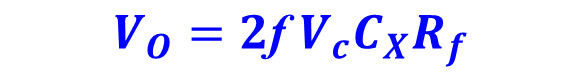 V_O = 2fV_cC_XR_f